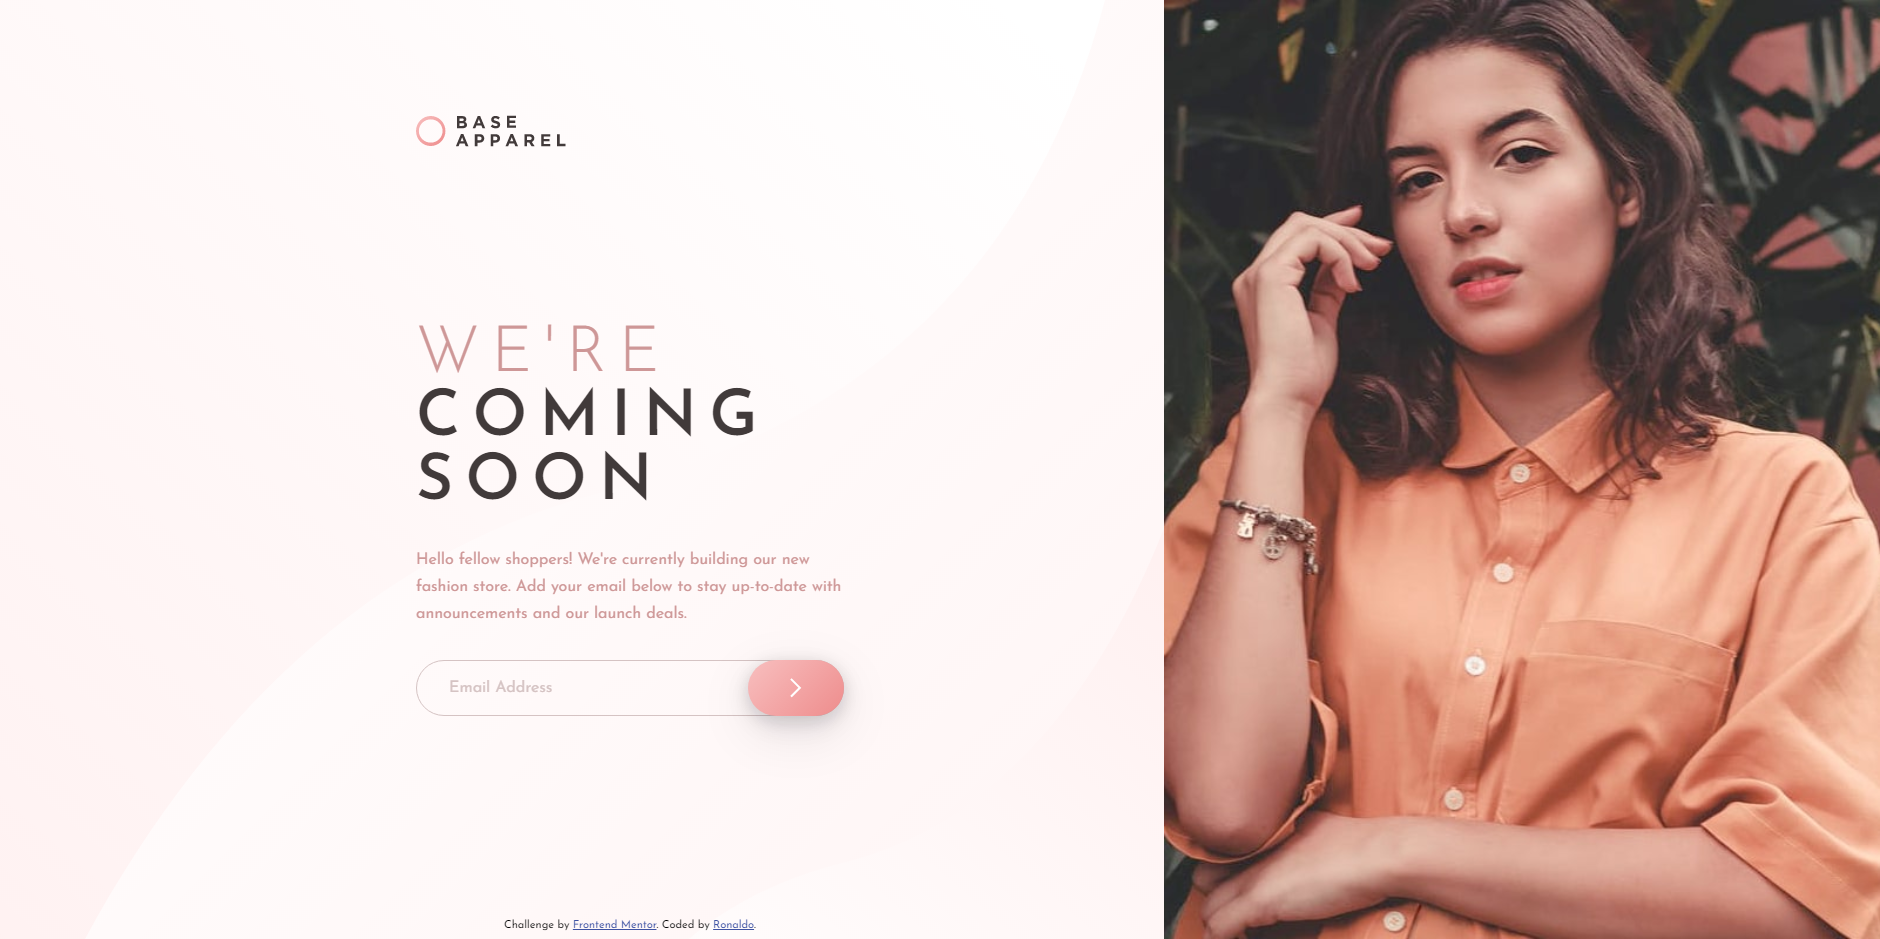 BASE
APPAREL
WE'RE
COMING
SOON
Hello fellow shoppers! We're currently building our new
fashion store. Add your email below to stay up-to-date with
announcements and our launch deals.
Email Address
Challenge by Frontend Mentor. Coded by Ronaldo.